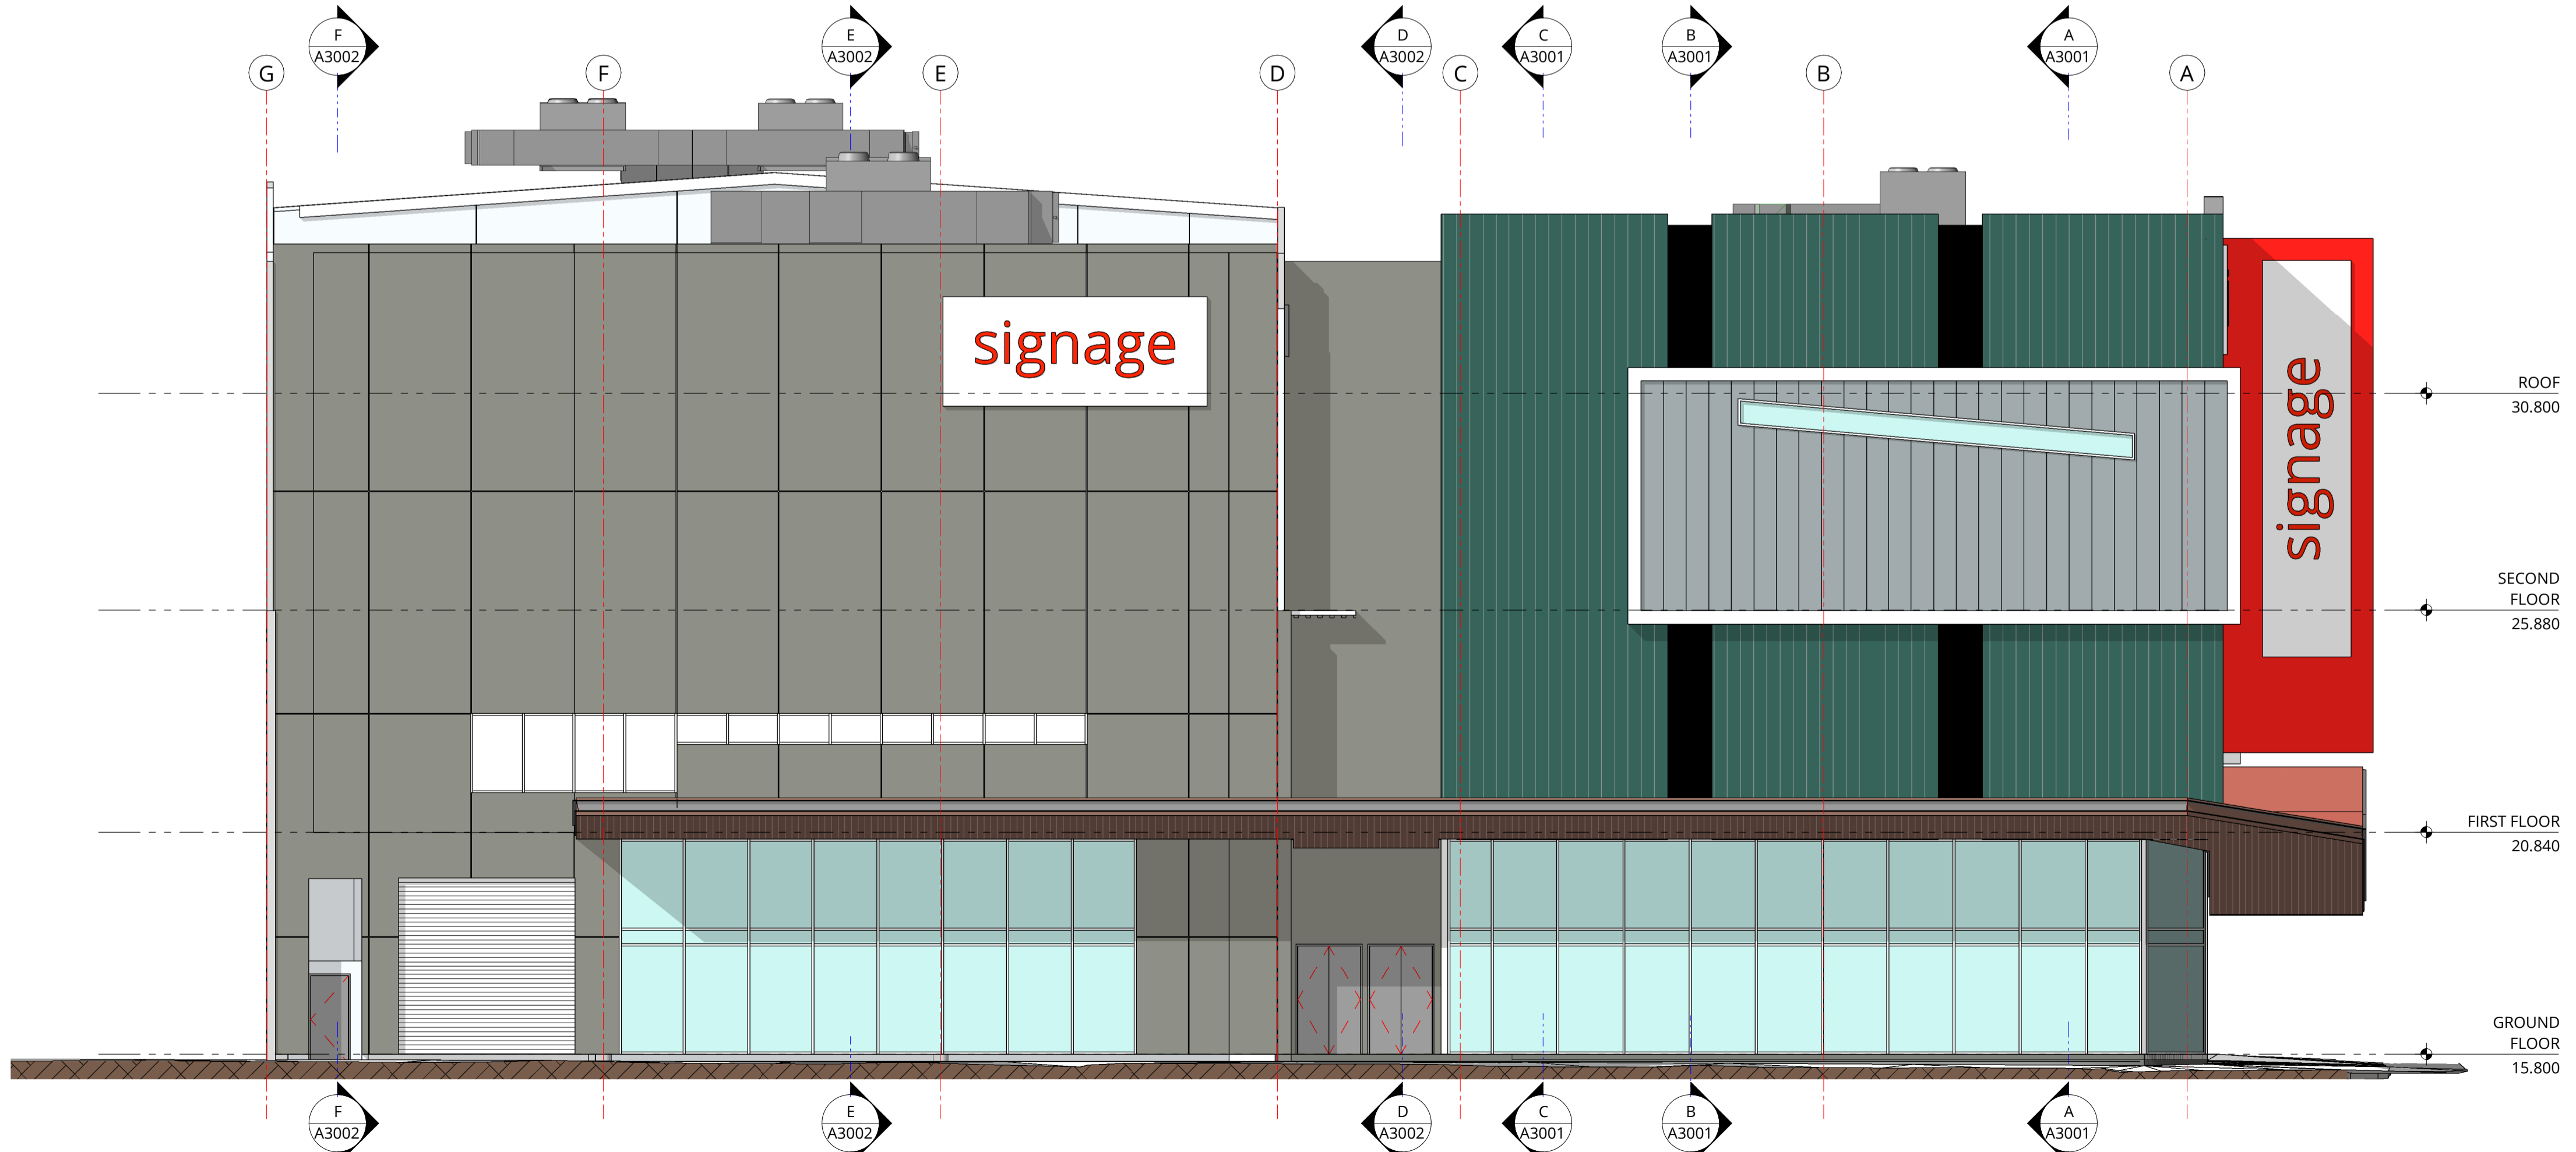 F
A3002
E
A3002
D
A3002
C
A3001
B
A3001
A
A3001
G
F
E
D
C
B
A
signage
signage
ROOF
30.800
SECOND
FLOOR
25.880
FIRST FLOOR
20.840
GROUND
FLOOR
15.800
F
A3002
E
A3002
D
A3002
C
A3001
B
A3001
A
A3001